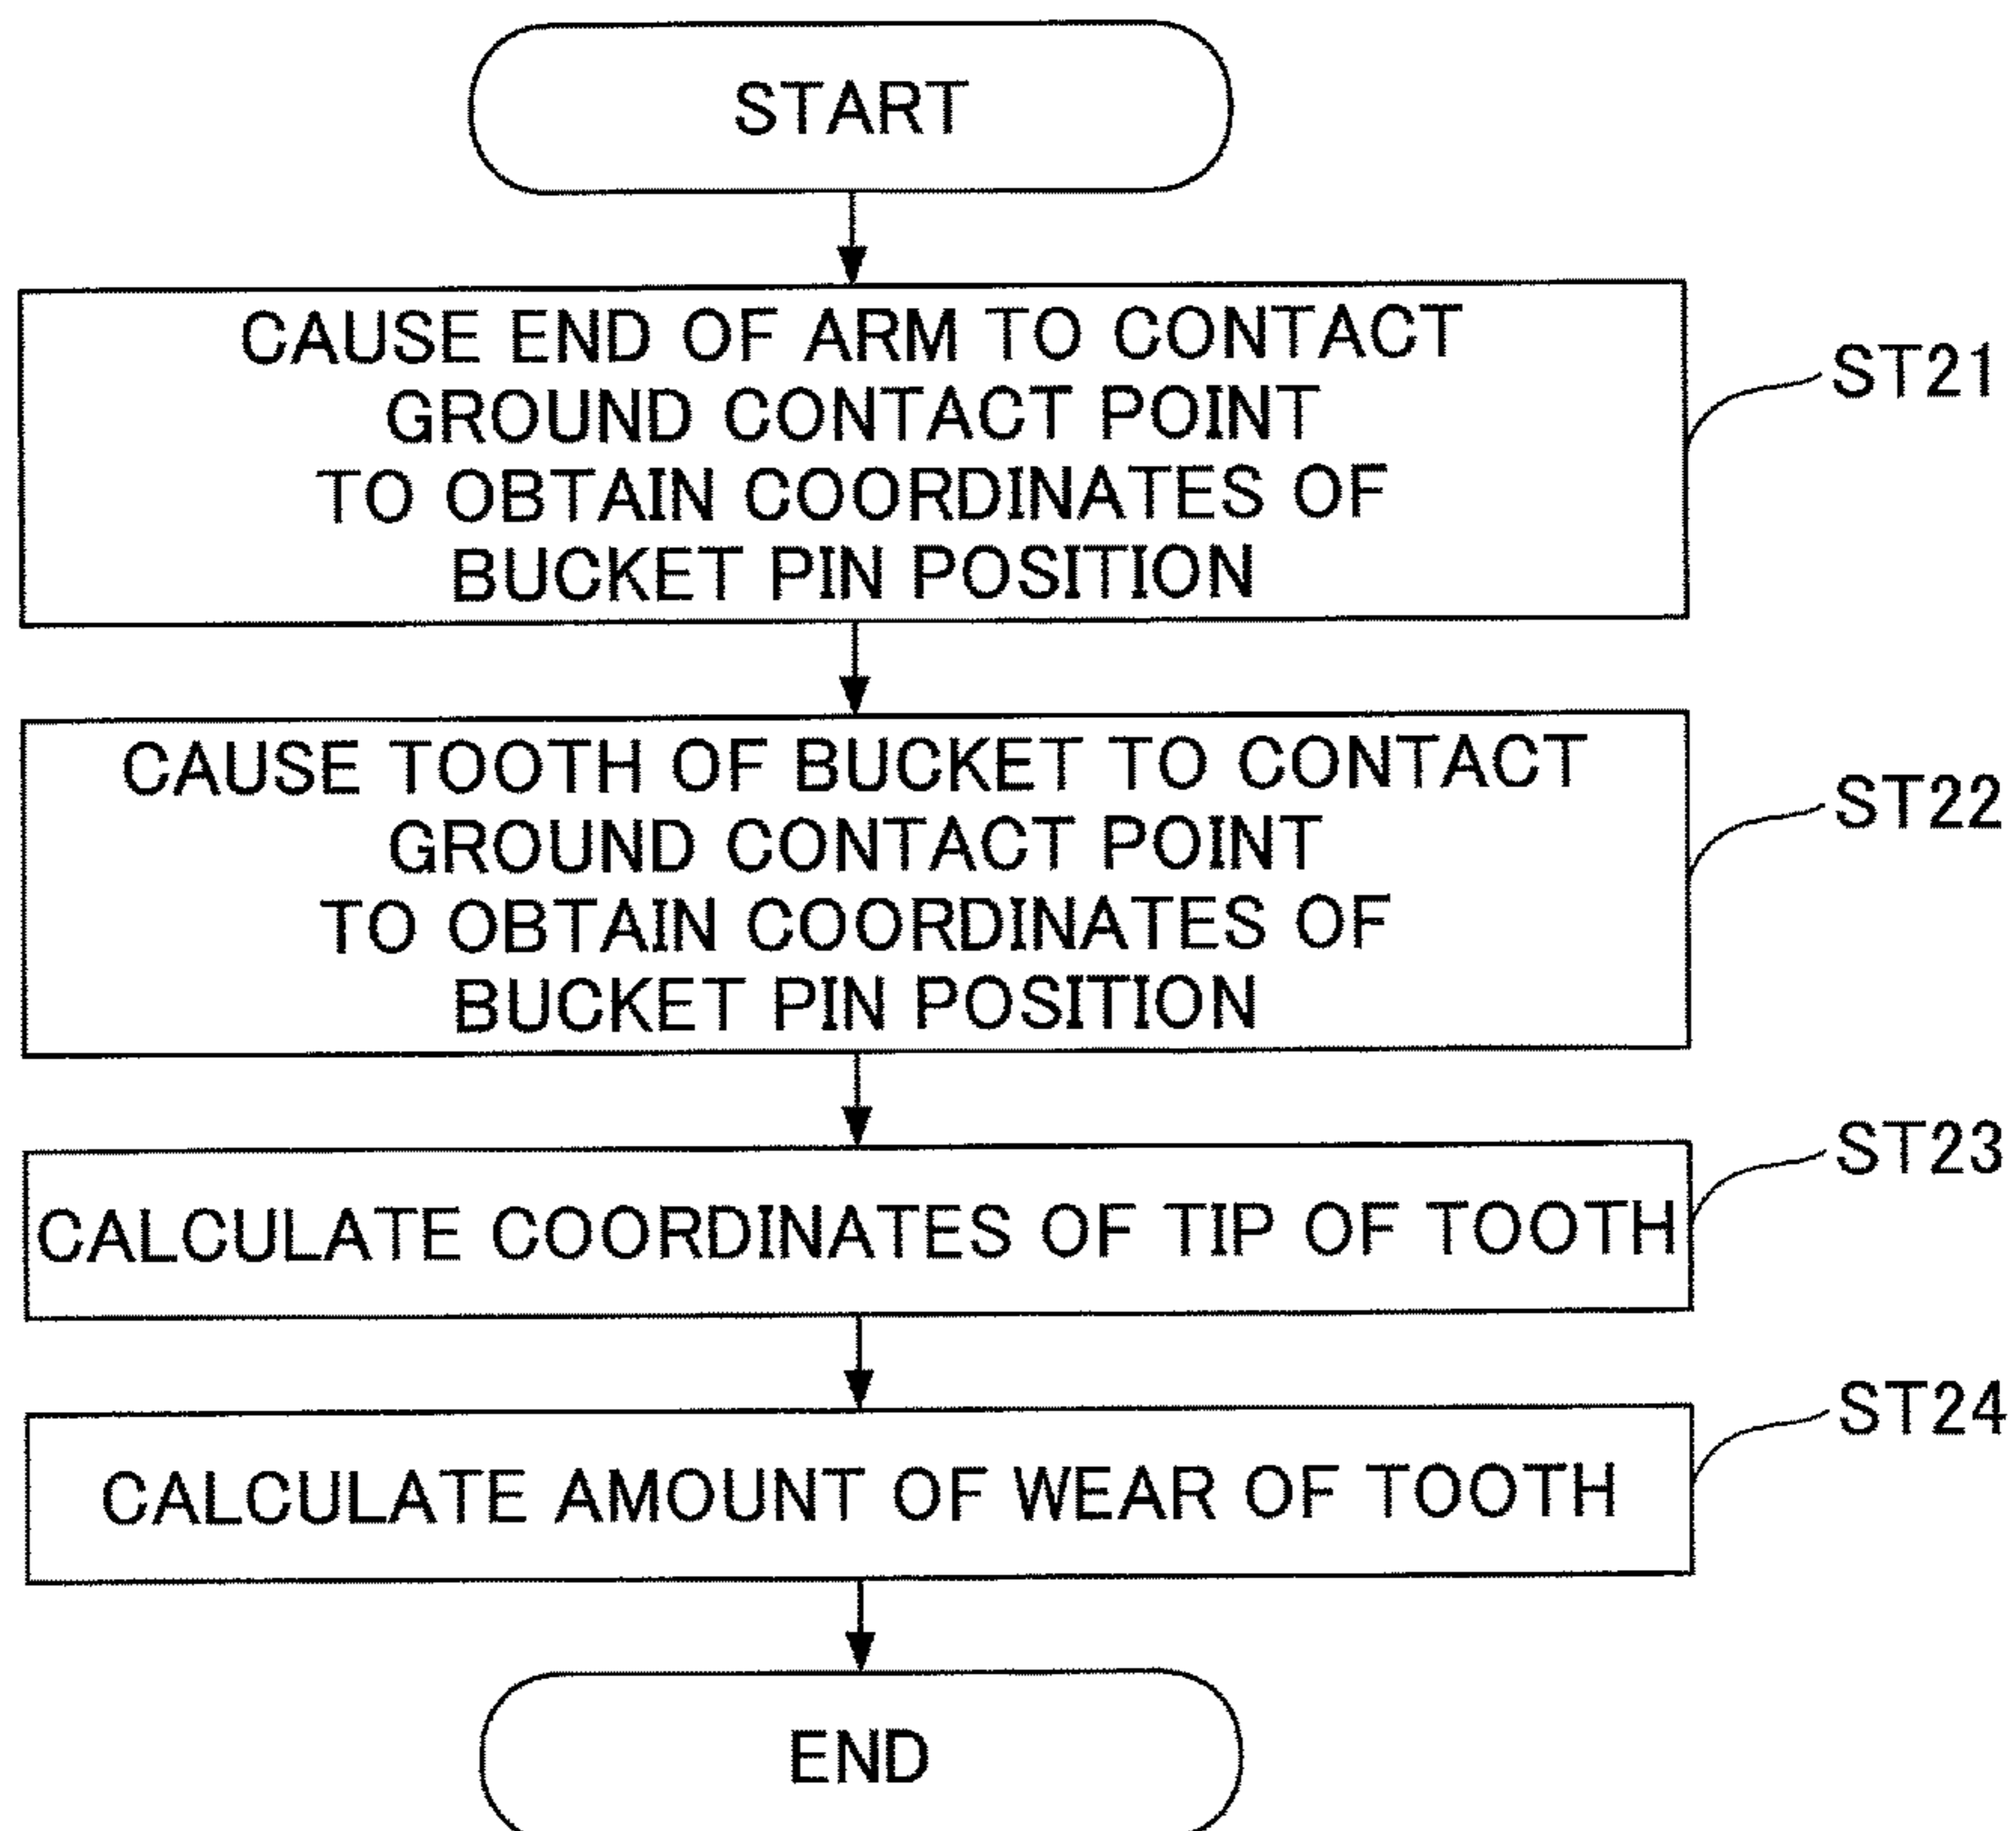 START
CAUSE END OF ARM TO CONTACT
GROUND CONTACT POINT
TO OBTAIN COORDINATES OF
BUCKET PIN POSITION
ST21
CAUSE TOOTH OF BUCKET TO CONTACT
GROUND CONTACT POINT
TO OBTAIN COORDINATES OF
BUCKET PIN POSITION
ST22
CALCULATE COORDINATES OF TIP OF TOOTH
ST23
CALCULATE AMOUNT OF WEAR OF TOOTH
ST24
END